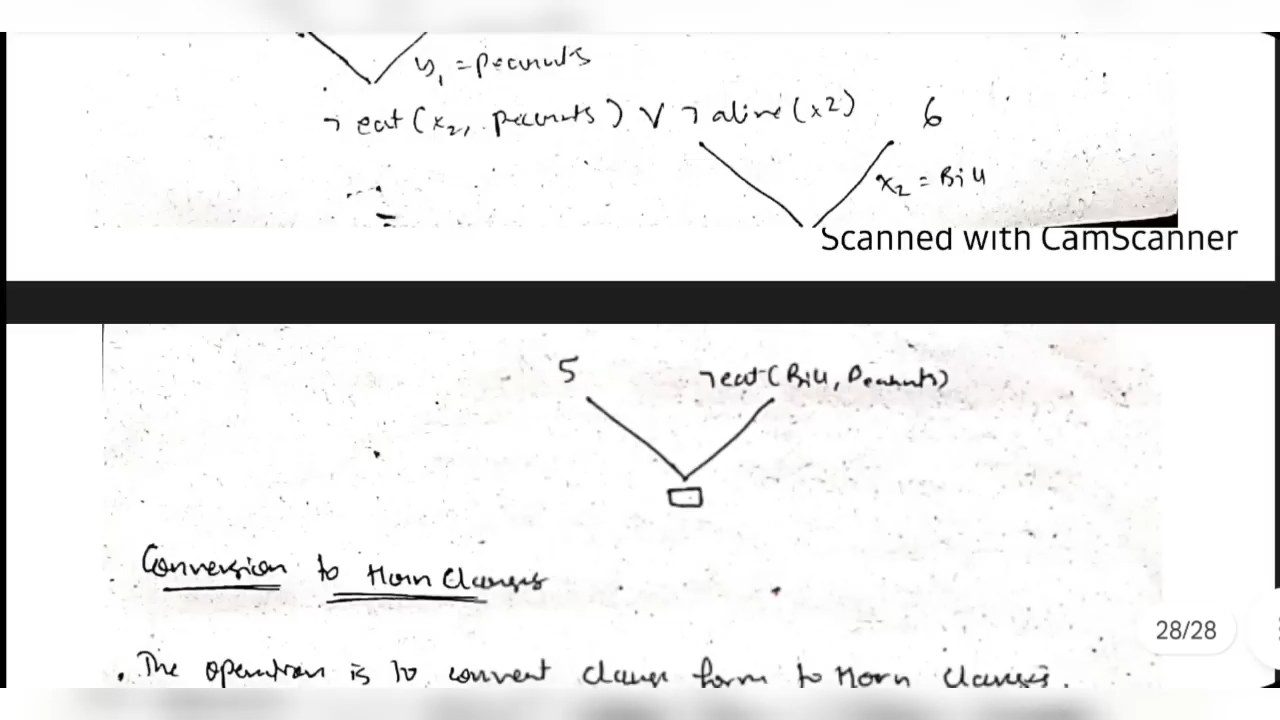 y₁ = peanuts
¬ eat (x₂, peanuts) ∨ ¬ alive (x2) 6
x₂ = Bill
Scanned with CamScanner
5 ¬eat (Bill, Peanuts)
Conversion to Horn Clauses
28/28
. The operation is to convert clause form to Horn clauses.